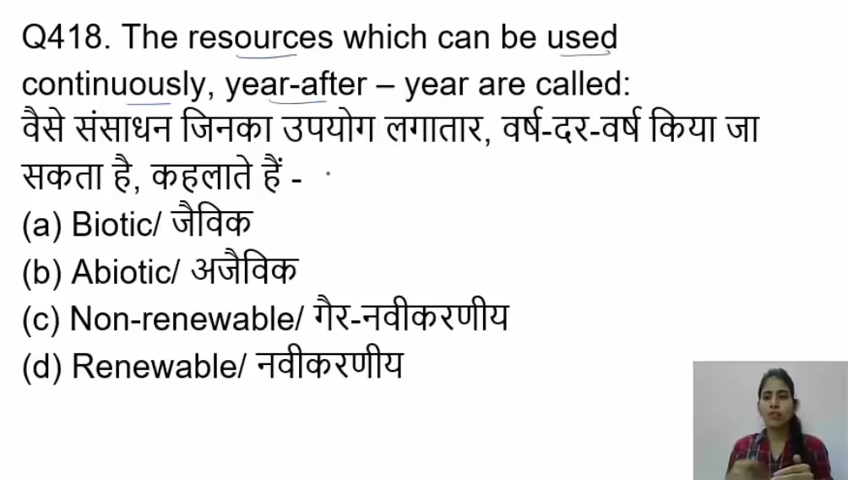 Q418. The resources which can be used
continuously, year-after – year are called:
वैसे संसाधन जिनका उपयोग लगातार, वर्ष-दर-वर्ष किया जा
सकता है, कहलाते हैं -
(a) Biotic/ जैविक
(b) Abiotic/ अजैविक
(c) Non-renewable/ गैर-नवीकरणीय
(d) Renewable/ नवीकरणीय